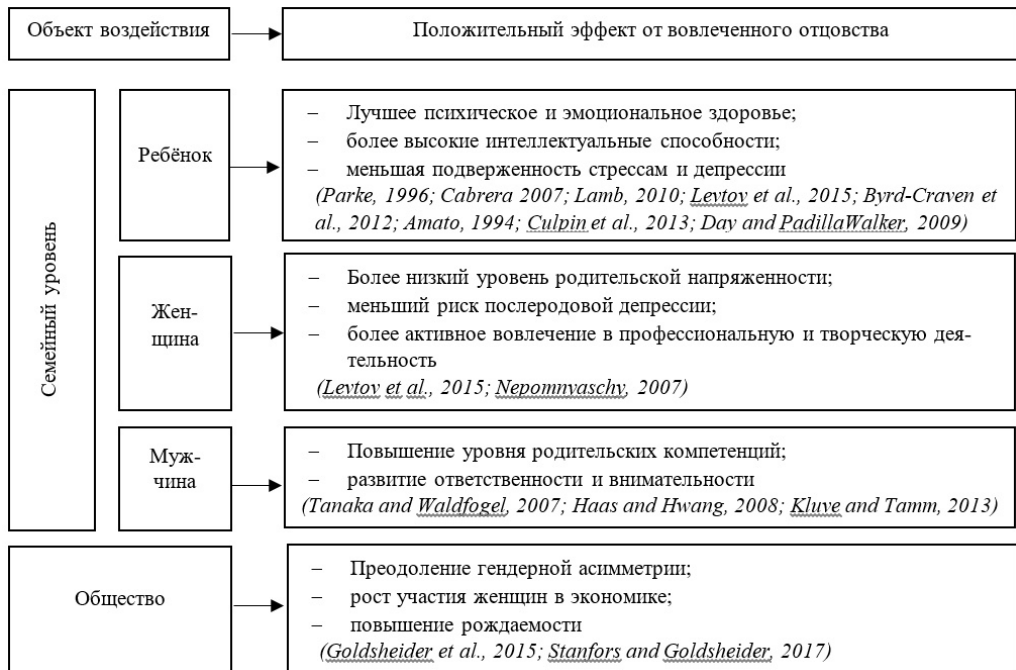 Объект воздействия
Положительный эффект от вовлеченного отцовства
Семейный уровень
Ребёнок
– Лучшее психическое и эмоциональное здоровье;
– более высокие интеллектуальные способности;
– меньшая подверженность стрессам и депрессии
(Parke, 1996; Cabrera 2007; Lamb, 2010; Levtov et al., 2015; Byrd-Craven et
al., 2012; Amato, 1994; Culpin et al., 2013; Day and PadillaWalker, 2009)
Жен-
щина
– Более низкий уровень родительской напряженности;
– меньший риск послеродовой депрессии;
– более активное вовлечение в профессиональную и творческую дея-
тельность
(Levtov et al., 2015; Nepomnyaschy, 2007)
Муж-
чина
– Повышение уровня родительских компетенций;
– развитие ответственности и внимательности
(Tanaka and Waldfogel, 2007; Haas and Hwang, 2008; Kluve and Tamm, 2013)
Общество
– Преодоление гендерной асимметрии;
– рост участия женщин в экономике;
– повышение рождаемости
(Goldsheider et al., 2015; Stanfors and Goldsheider, 2017)